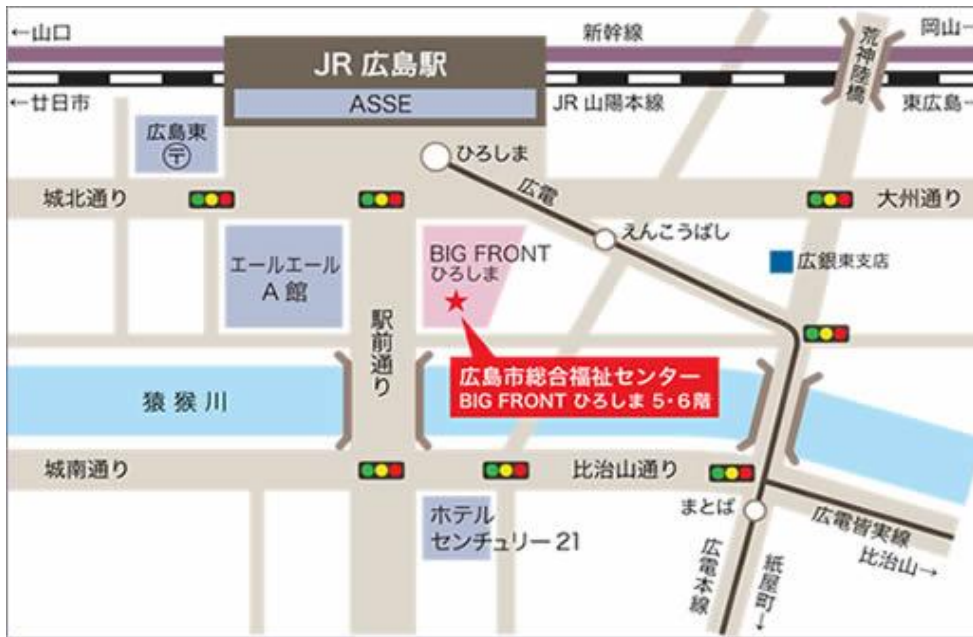 ←山口
新幹線
岡山→
JR 広島駅
荒神陸橋
←廿日市
ASSE
JR 山陽本線
東広島→
広島東
〒
ひろしま
広電
城北通り
大州通り
えんこうばし
エールエール
A 館
BIG FRONT
ひろしま
広銀東支店
駅前通り
広島市総合福祉センター
BIG FRONT ひろしま 5・6 階
猿猴川
城南通り
比治山通り
まとば
ホテル
センチュリー 21
広電皆実線
比治山→
広電本線
紙屋町→